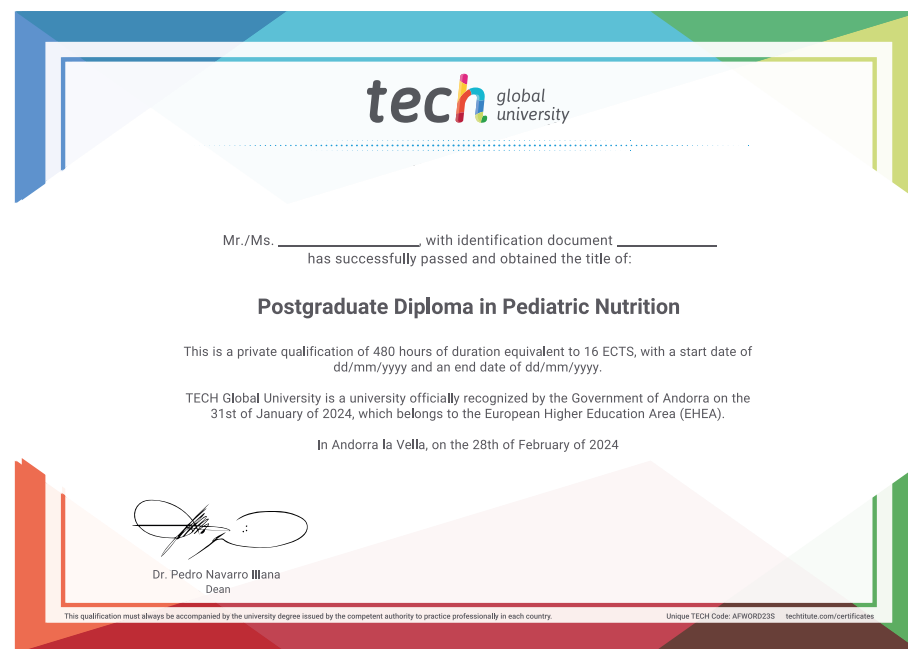 tech global
university
Mr./Ms. ____________________, with identification document ______________
has successfully passed and obtained the title of:
Postgraduate Diploma in Pediatric Nutrition
This is a private qualification of 480 hours of duration equivalent to 16 ECTS, with a start date of
dd/mm/yyyy and an end date of dd/mm/yyyy.
TECH Global University is a university officially recognized by the Government of Andorra on the
31st of January of 2024, which belongs to the European Higher Education Area (EHEA).
In Andorra la Vella, on the 28th of February of 2024
Dr. Pedro Navarro Illana
Dean
This qualification must always be accompanied by the university degree issued by the competent authority to practice professionally in each country.
Unique TECH Code: AFWORD23S techtitute.com/certificates